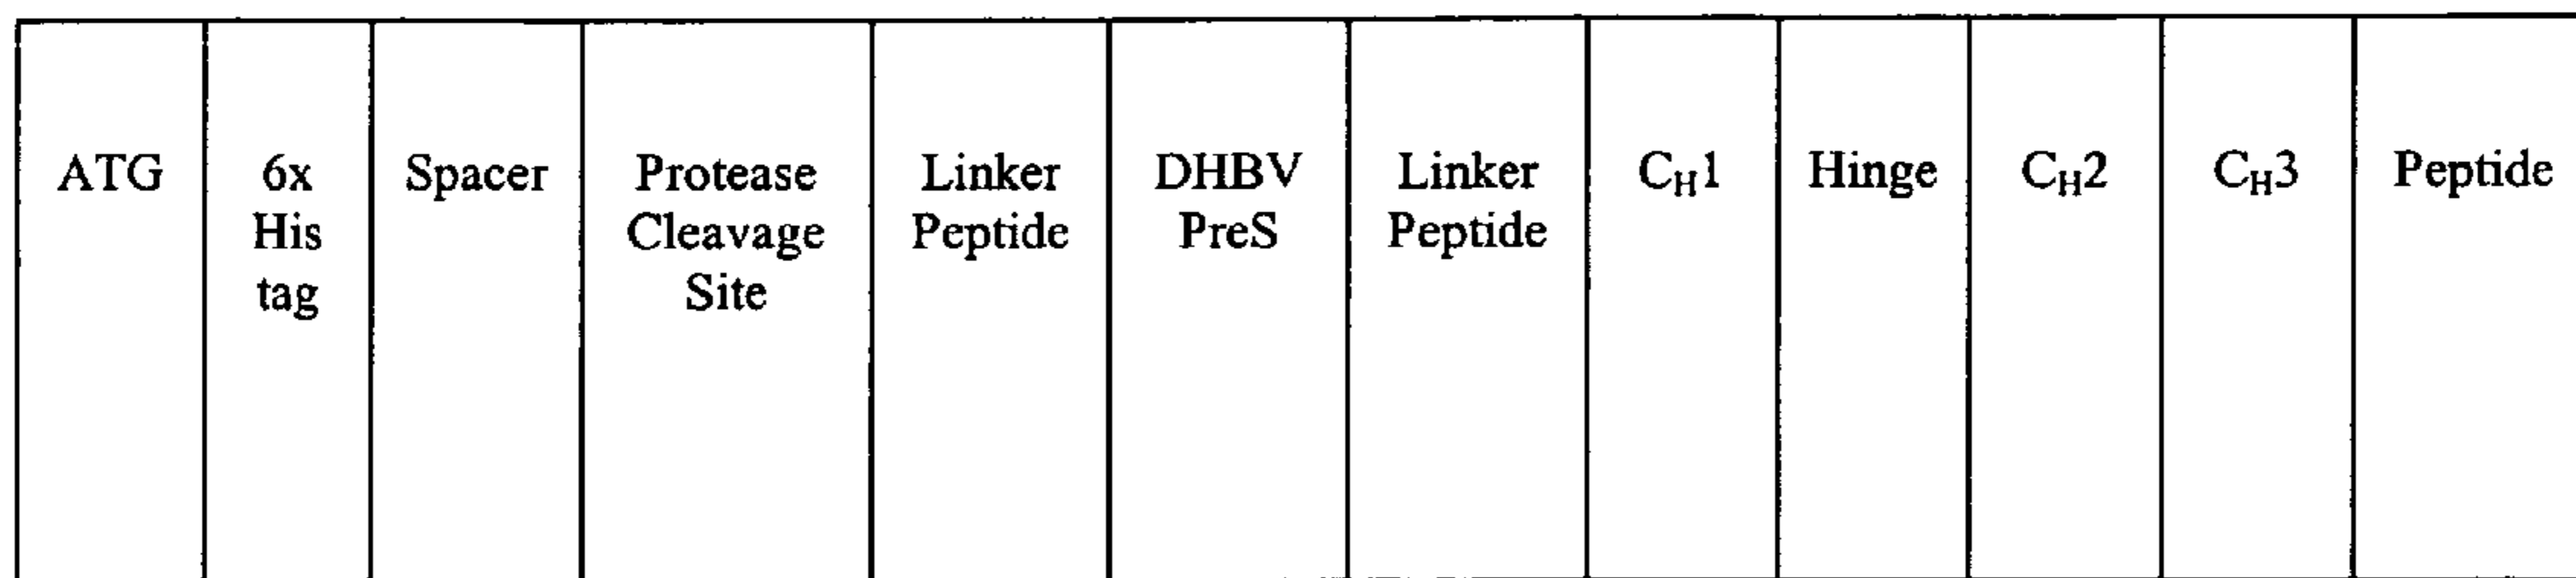 ATG
6x
His
tag
Spacer
Protease
Cleavage
Site
Linker
Peptide
DHBV
PreS
Linker
Peptide
CH1
Hinge
CH2
CH3
Peptide